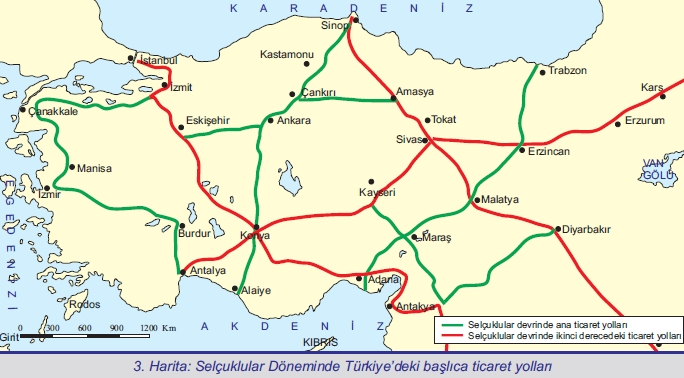 KARADENİZ
Sinop
İstanbul
Kastamonu
Trabzon
İzmit
Çankırı
Amasya
Kars
Çanakkale
Eskişehir
Ankara
Tokat
Erzurum
Sivas
Erzincan
Manisa
VAN
GÖLÜ
İzmir
Kayseri
Malatya
EGE DENİZİ
Burdur
Konya
Maraş
Diyarbakır
Antalya
Adana
Alaiye
Rodos
Antakya
Girit
0 300 600 900 1200 Km
AKDENİZ
KIBRIS
Selçuklular devrinde ana ticaret yolları
Selçuklular devrinde ikinci derecedeki ticaret yolları
3. Harita: Selçuklular Döneminde Türkiye'deki başlıca ticaret yolları